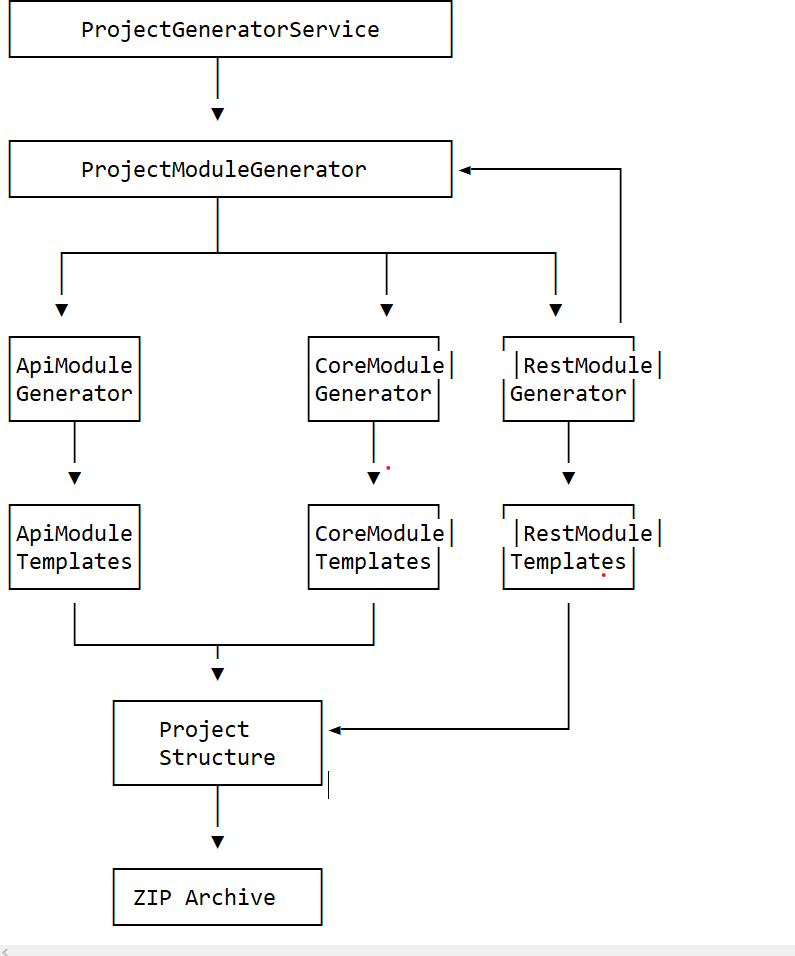 ProjectGeneratorService
ProjectModuleGenerator
ApiModule
Generator
CoreModule
Generator
RestModule
Generator
ApiModule
Templates
CoreModule
Templates
RestModule
Templates
Project
Structure
ZIP Archive